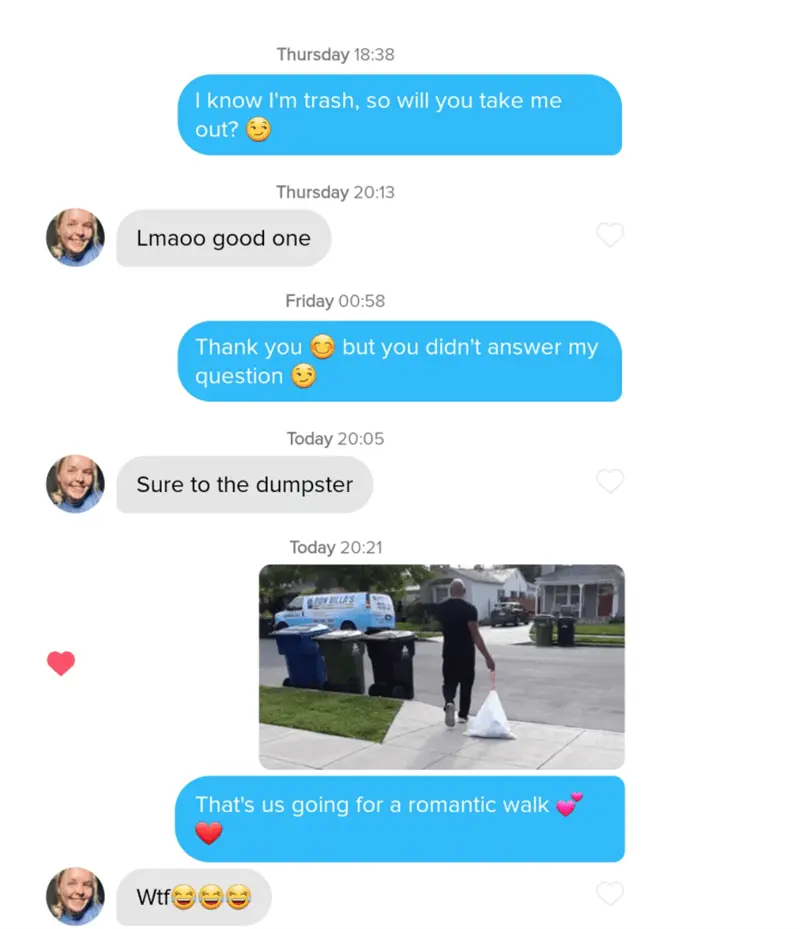 Thursday 18:38
I know I'm trash, so will you take me
out? 😏
Thursday 20:13
Lmaoo good one
Friday 00:58
Thank you 😊 but you didn't answer my
question 😏
Today 20:05
Sure to the dumpster
Today 20:21
That's us going for a romantic walk 💕
❤️
Wtf😂😂😂